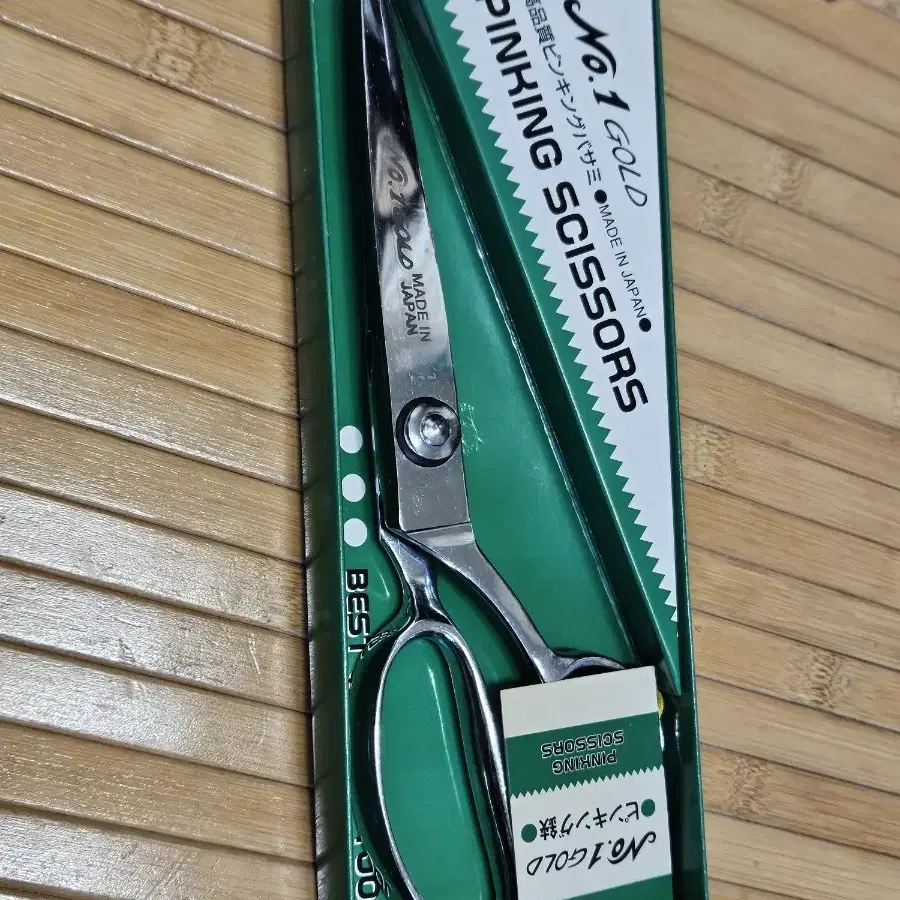 No.1 GOLD
高品質ピンキングバサミ ●MADE IN JAPAN●
PINKING SCISSORS
No.1 GOLD
MADE IN
JAPAN
BEST
PINKING
SCISSORS
●ピンキング鋏●
No.1 GOLD